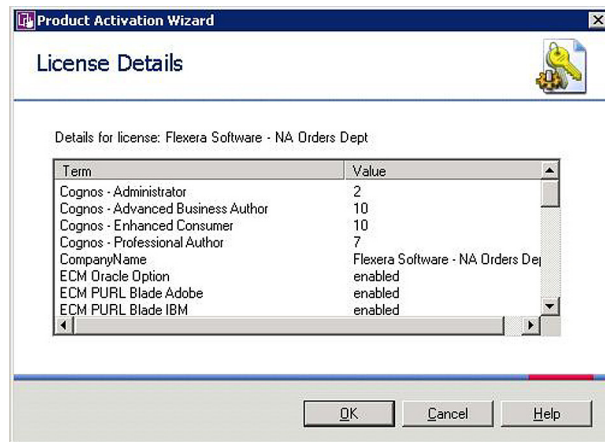 Product Activation Wizard
License Details
Details for license: Flexera Software - NA Orders Dept
Term Value
Cognos - Administrator 2
Cognos - Advanced Business Author 10
Cognos - Enhanced Consumer 10
Cognos - Professional Author 7
CompanyName Flexera Software - NA Orders Dep
ECM Oracle Option enabled
ECM PURL Blade Adobe enabled
ECM PURL Blade IBM enabled
OK Cancel Help